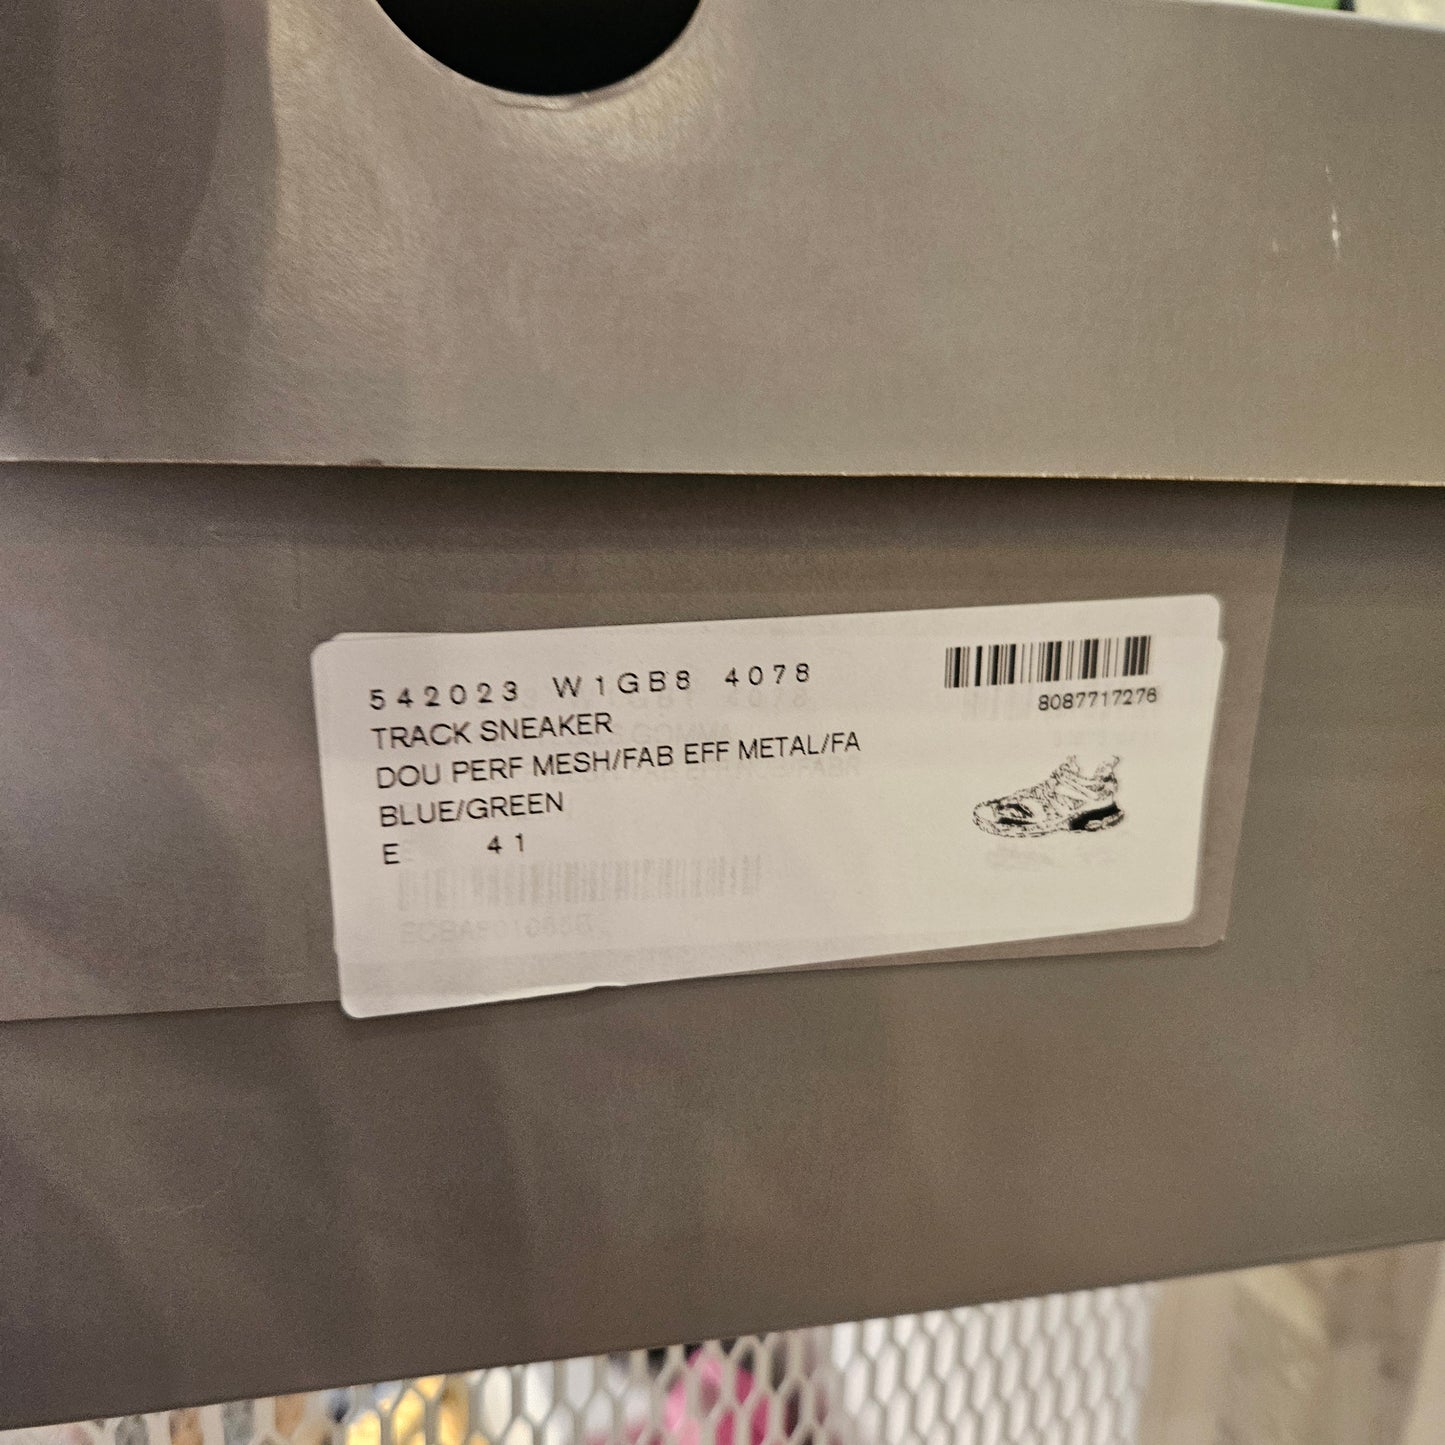 542023 W1GB8 4078
TRACK SNEAKER
DOU PERF MESH/FAB EFF METAL/FA
BLUE/GREEN
E 41
8087717276